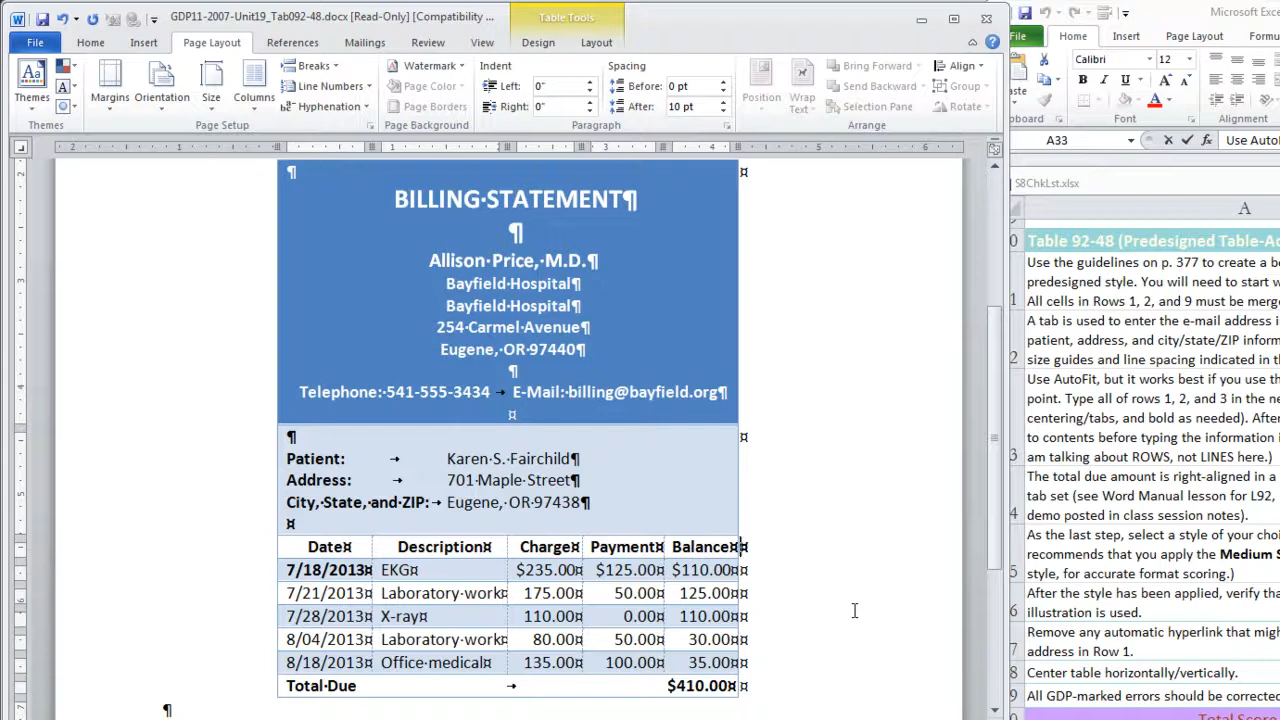 GDP11-2007-Unit19_Tab092-48.docx [Read-Only] [Compatibility ...
Table Tools
Microsoft Exce
File Home Insert Page Layout References Mailings Review View Design Layout
File Home Insert Page Layout Formu
Themes
Margins Orientation Size Columns
Breaks
Line Numbers
Hyphenation
Watermark
Page Color
Page Borders
Indent
Left: 0"
Right: 0"
Spacing
Before: 0 pt
After: 10 pt
Position Wrap Text
Bring Forward
Send Backward
Selection Pane
Align
Group
Rotate
Themes Page Setup Page Background Paragraph Arrange
Calibri 12
B I U
Clipboard Font Alignment
A33 fx Use AutoF
S8ChkLst.xlsx
A
BILLING·STATEMENT¶
¶
Allison·Price,·M.D.¶
Bayfield·Hospital¶
Bayfield·Hospital¶
254·Carmel·Avenue¶
Eugene,·OR·97440¶
¶
Telephone:·541-555-3434 → E-Mail:·billing@bayfield.org¶
¶
Patient: → Karen·S.·Fairchild¶
Address: → 701·Maple·Street¶
City,·State,·and·ZIP: → Eugene,·OR·97438¶
Date¤ Description¤ Charge¤ Payment¤ Balance¤
7/18/2013¤ EKG¤ $235.00¤ $125.00¤ $110.00¤
7/21/2013¤ Laboratory·work¤ 175.00¤ 50.00¤ 125.00¤
7/28/2013¤ X-ray¤ 110.00¤ 0.00¤ 110.00¤
8/04/2013¤ Laboratory·work¤ 80.00¤ 50.00¤ 30.00¤
8/18/2013¤ Office·medical¤ 135.00¤ 100.00¤ 35.00¤
Total·Due → $410.00¤
¶
Table 92-48 (Predesigned Table-Ad
Use the guidelines on p. 377 to create a bo
predesigned style. You will need to start w
All cells in Rows 1, 2, and 9 must be merge
A tab is used to enter the e-mail address i
patient, address, and city/state/ZIP inform
size guides and line spacing indicated in th
Use AutoFit, but it works best if you use th
point. Type all of rows 1, 2, and 3 in the ne
centering/tabs, and bold as needed). After
to contents before typing the information i
am talking about ROWS, not LINES here.)
The total due amount is right-aligned in a
tab set (see Word Manual lesson for L92,
demo posted in class session notes).
As the last step, select a style of your choi
recommends that you apply the Medium S
style, for accurate format scoring.)
After the style has been applied, verify tha
illustration is used.
Remove any automatic hyperlink that migh
address in Row 1.
Center table horizontally/vertically.
All GDP-marked errors should be corrected
Total Score